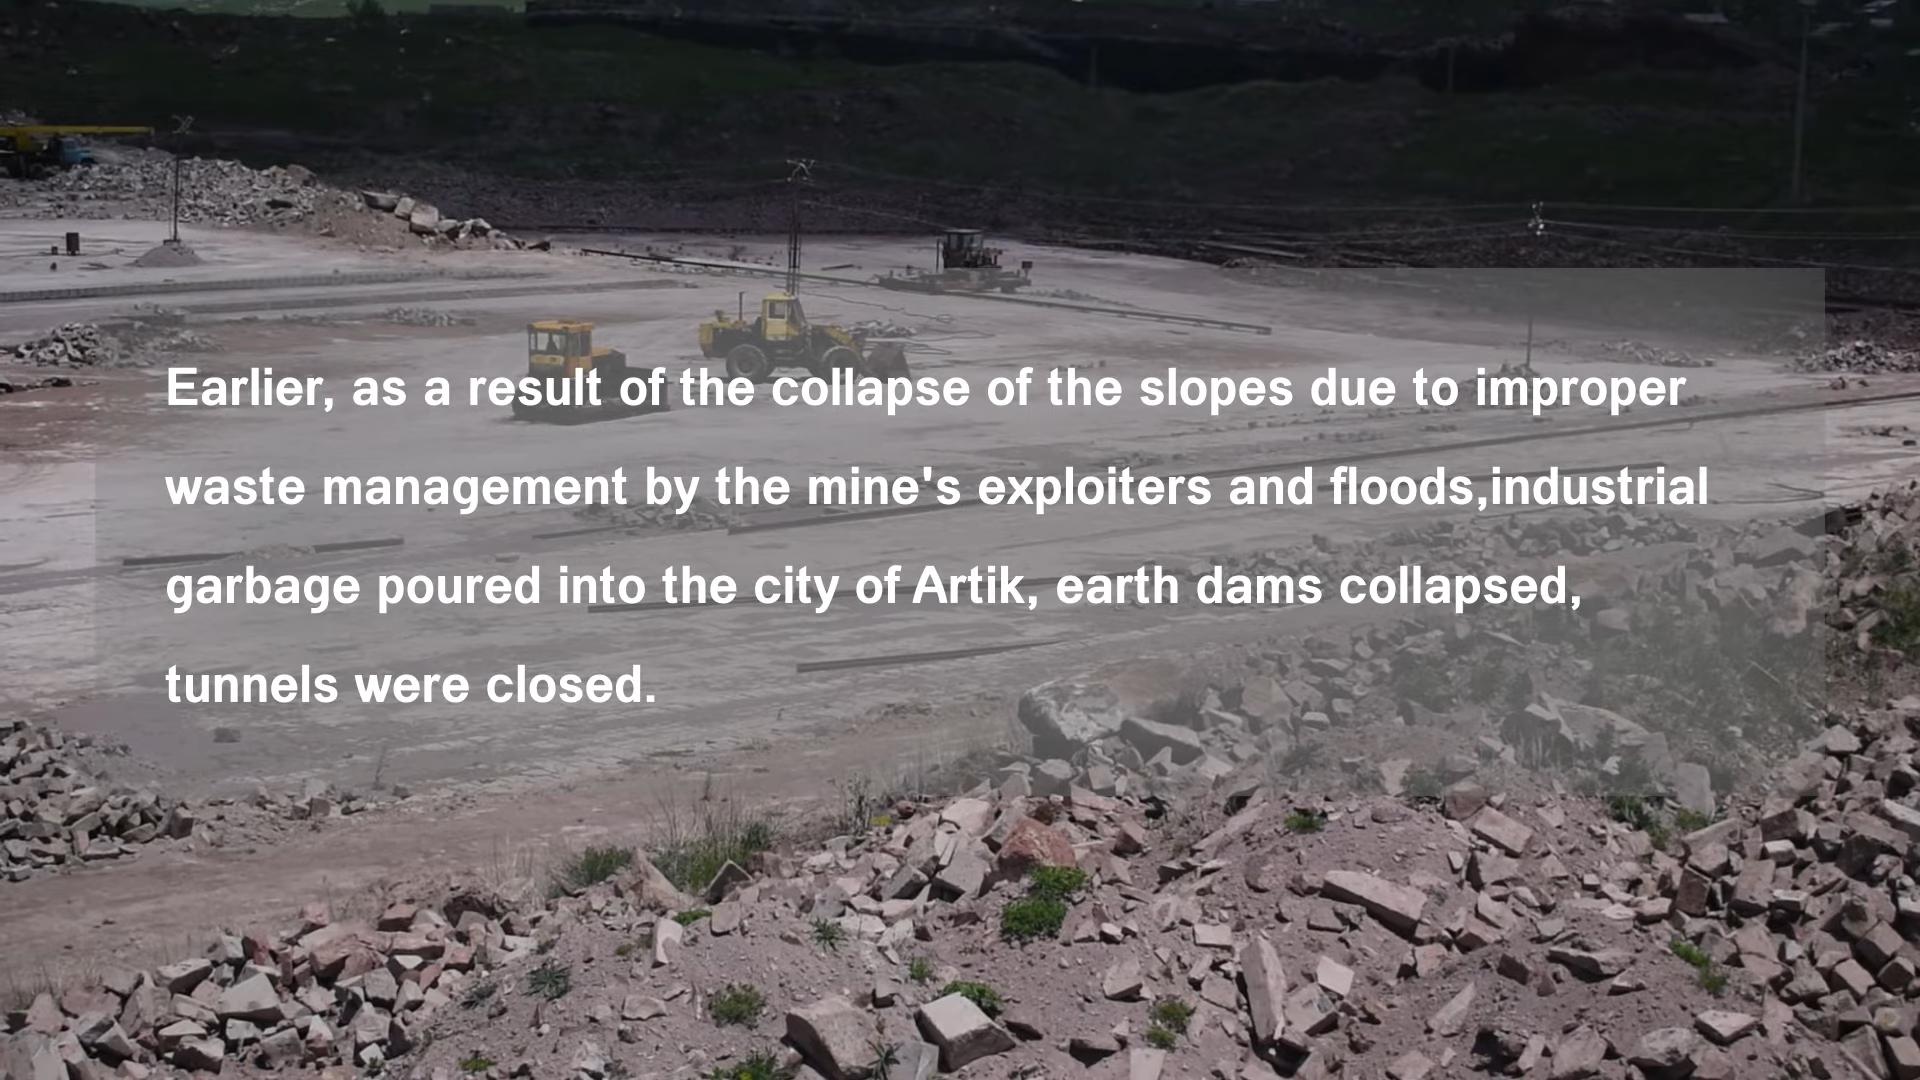 Earlier, as a result of the collapse of the slopes due to improper
waste management by the mine's exploiters and floods,industrial
garbage poured into the city of Artik, earth dams collapsed,
tunnels were closed.